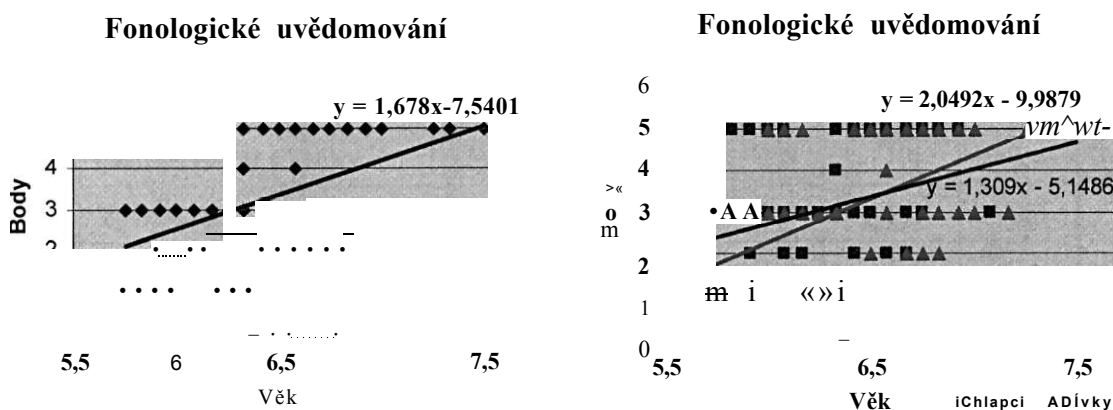 Fonologické uvědomování
y = 1,678x-7,5401
Body
4
3
5,5 6 6,5 7,5
Věk
Fonologické uvědomování
y = 2,0492x - 9,9879
y = 1,309x - 5,1486
6
5
4
3
2
1
0
5,5 6,5 7,5
Věk
iChlapci ADÍvky